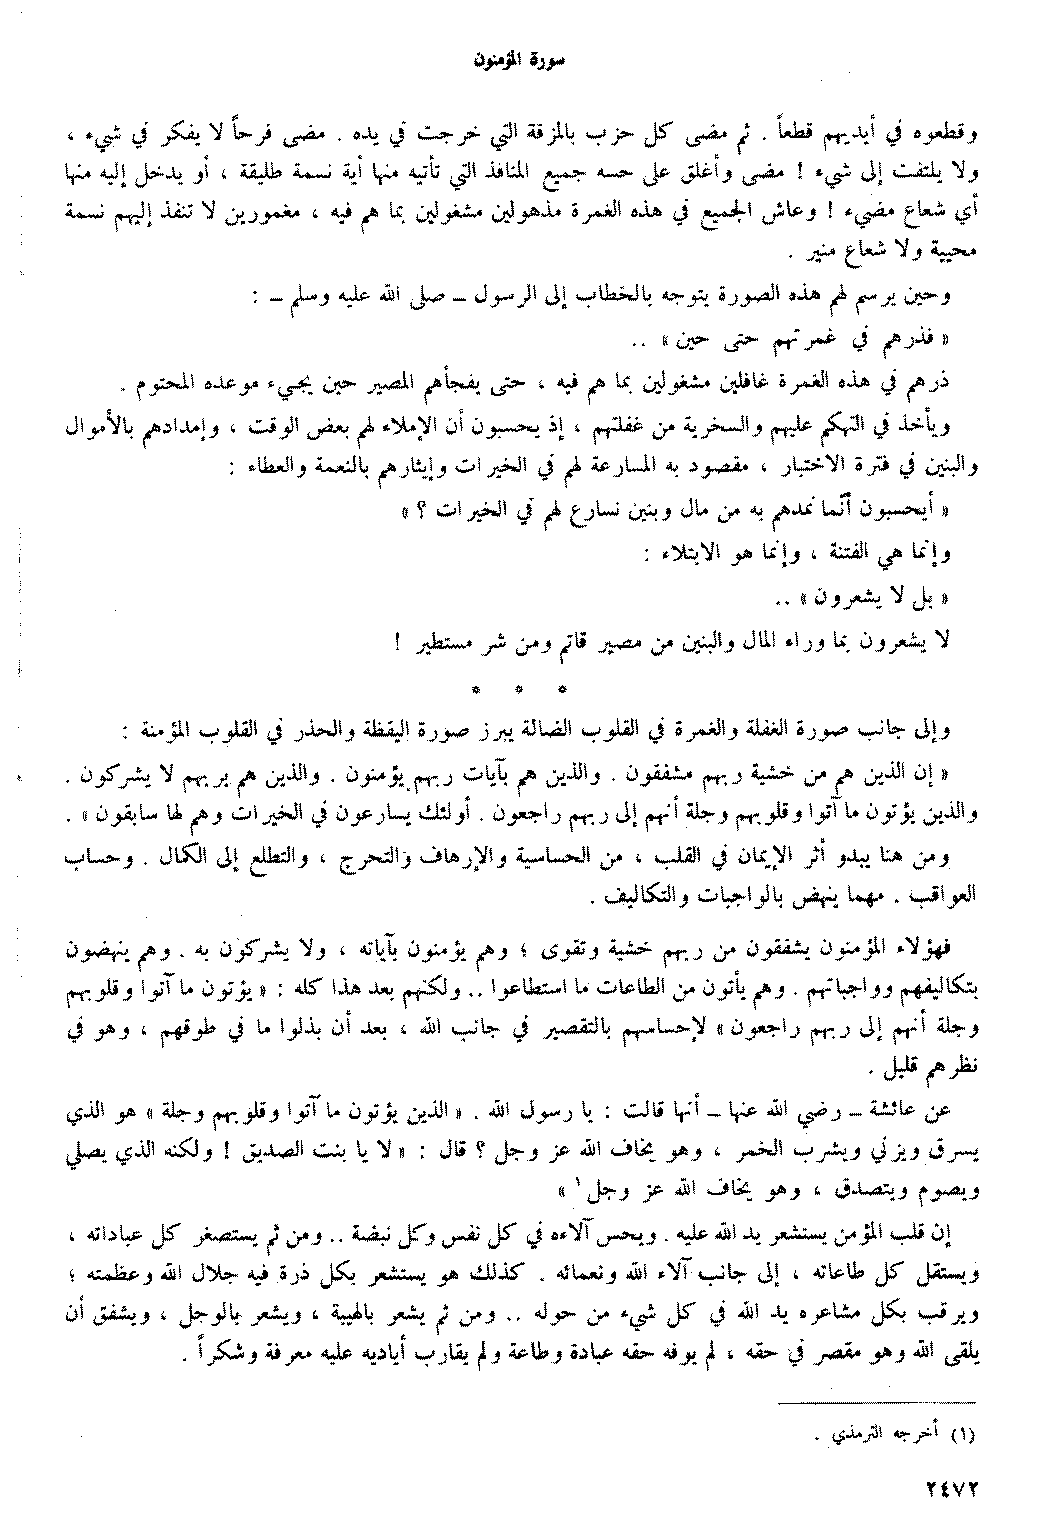 سورة المؤمنون
وقطعوه في أيديهم قطعاً . ثم مضى كل حزب بالمزقة التي خرجت في يده . مضى فرحاً لا يفكر في شيء ،
ولا يلتفت إلى شيء ! مضى وأغلق على حسه جميع المنافذ التي تأتيه منها أية نسمة طليقة ، أو يدخل إليه منها
أي شعاع مضيء ! وعاش الجميع في هذه الغمرة مذهولين مشغولين بما هم فيه ، مغمورين لا تنفذ إليهم نسمة
محيية ولا شعاع منير .
وحين يرسم لهم هذه الصورة يتوجه بالخطاب إلى الرسول – صلى الله عليه وسلم – :
« فذرهم في غمرتهم حتى حين » ..
ذرهم في هذه الغمرة غافلين مشغولين بما هم فيه ، حتى يفجأهم المصير حين يجيء موعده المحتوم .
ويأخذ في التهكم عليهم والسخرية من غفلتهم ، إذ يحسبون أن الإملاء لهم بعض الوقت ، وإمدادهم بالأموال
والبنين في فترة الاختبار ، مقصود به المسارعة لهم في الخيرات وإيثارهم بالنعمة والعطاء :
« أيحسبون أنّما نمدهم به من مال وبنين نسارع لهم في الخيرات ؟ »
وإنما هي الفتنة ، وإنما هو الابتلاء :
« بل لا يشعرون » ..
لا يشعرون بما وراء المال والبنين من مصير قاتم ومن شر مستطير !
* * *
وإلى جانب صورة الغفلة والغمرة في القلوب الضالة يبرز صورة اليقظة والحذر في القلوب المؤمنة :
« إن الذين هم من خشية ربهم مشفقون . والذين هم بآيات ربهم يؤمنون . والذين هم بربهم لا يشركون .
والذين يؤتون ما آتوا وقلوبهم وجلة أنهم إلى ربهم راجعون . أولئك يسارعون في الخيرات وهم لها سابقون » .
ومن هنا يبدو أثر الإيمان في القلب ، من الحساسية والإرهاف والتحرج ، والتطلع إلى الكمال . وحساب
العواقب . مهما ينهض بالواجبات والتكاليف .
فهؤلاء المؤمنون يشفقون من ربهم خشية وتقوى ؛ وهم يؤمنون بآياته ، ولا يشركون به . وهم ينهضون
بتكاليفهم وواجباتهم . وهم يأتون من الطاعات ما استطاعوا .. ولكنهم بعد هذا كله : « يؤتون ما آتوا وقلوبهم
وجلة أنهم إلى ربهم راجعون » لإحساسهم بالتقصير في جانب الله ، بعد أن بذلوا ما في طوقهم ، وهو في
نظرهم قليل .
عن عائشة – رضي الله عنها – أنها قالت : يا رسول الله . « الذين يؤتون ما آتوا وقلوبهم وجلة » هو الذي
يسرق ويزني ويشرب الخمر ، وهو يخاف الله عز وجل ؟ قال : « لا يا بنت الصديق ! ولكنه الذي يصلي
ويصوم ويتصدق ، وهو يخاف الله عز وجل ١ »
إن قلب المؤمن يستشعر يد الله عليه . ويحس آلاءه في كل نفس وكل نبضة .. ومن ثم يستصغر كل عباداته ،
ويستقل كل طاعاته ، إلى جانب آلاء الله ونعمائه . كذلك هو يستشعر بكل ذرة فيه جلال الله وعظمته ؛
ويرقب بكل مشاعره يد الله في كل شيء من حوله .. ومن ثم يشعر بالهيبة ، ويشعر بالوجل ، ويشفق أن
يلقى الله وهو مقصر في حقه ، لم يوفه حقه عبادة وطاعة ولم يقارب أياديه عليه معرفة وشكراً .
(١) أخرجه الترمذي .
٢٤٧٢